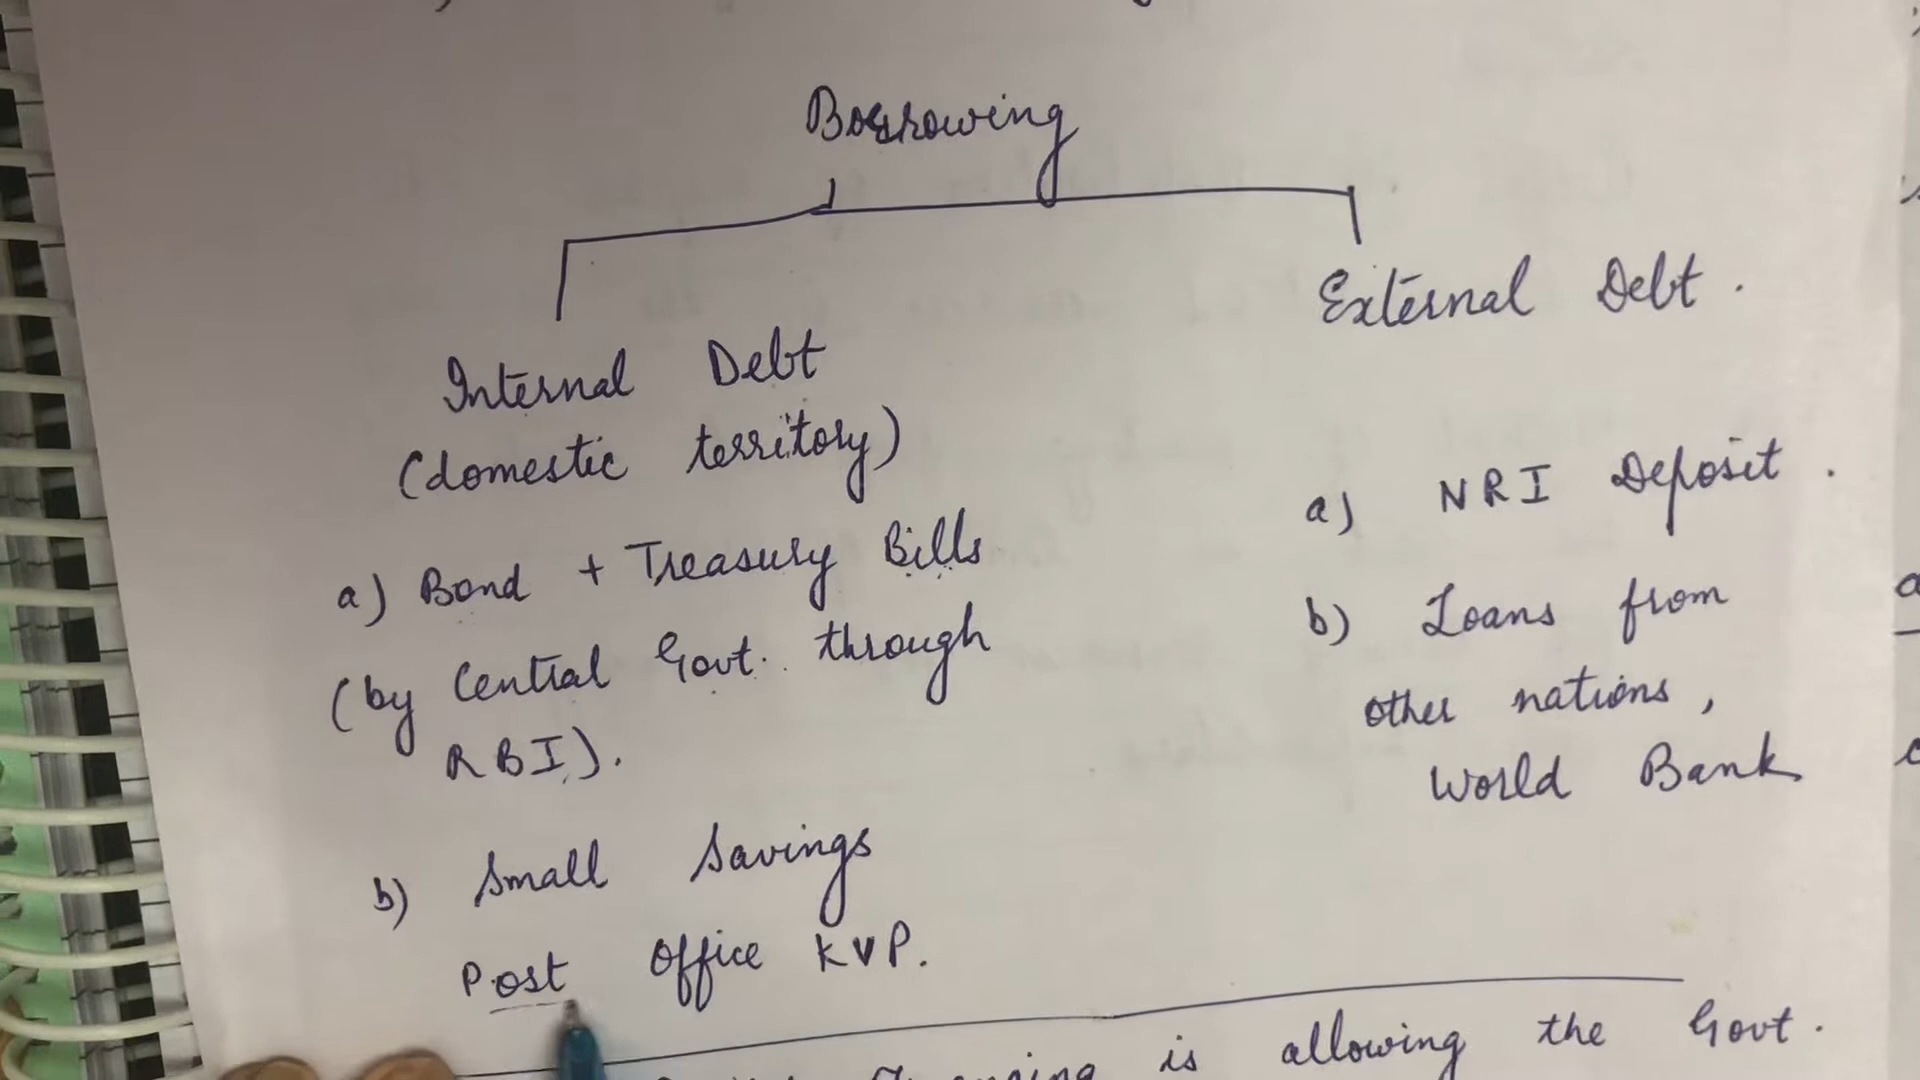 Borrowing
Internal Debt
(domestic territory)
a) Bond + Treasury Bills
(by Central Govt. through
RBI).
b) Small Savings
Post Office KVP.
External Debt.
a) NRI Deposit.
b) Loans from
other nations,
World Bank
is allowing the Govt.